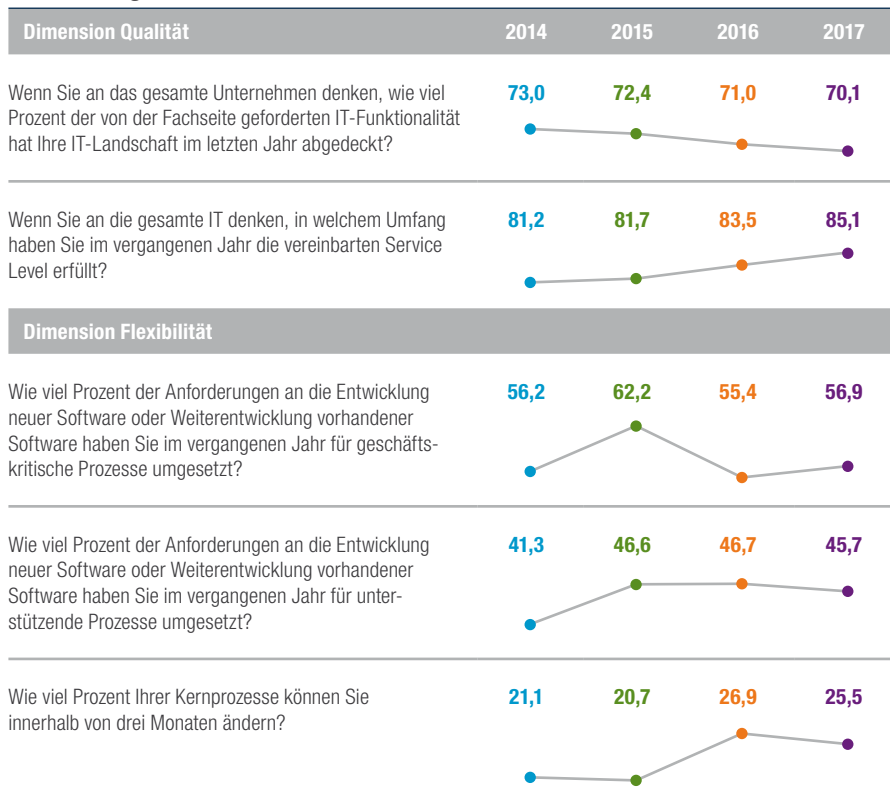 Dimension Qualität 2014 2015 2016 2017
Wenn Sie an das gesamte Unternehmen denken, wie viel 73,0 72,4 71,0 70,1
Prozent der von der Fachseite geforderten IT-Funktionalität
hat Ihre IT-Landschaft im letzten Jahr abgedeckt?
Wenn Sie an die gesamte IT denken, in welchem Umfang 81,2 81,7 83,5 85,1
haben Sie im vergangenen Jahr die vereinbarten Service
Level erfüllt?
Dimension Flexibilität
Wie viel Prozent der Anforderungen an die Entwicklung 56,2 62,2 55,4 56,9
neuer Software oder Weiterentwicklung vorhandener
Software haben Sie im vergangenen Jahr für geschäfts-
kritische Prozesse umgesetzt?
Wie viel Prozent der Anforderungen an die Entwicklung 41,3 46,6 46,7 45,7
neuer Software oder Weiterentwicklung vorhandener
Software haben Sie im vergangenen Jahr für unter-
stützende Prozesse umgesetzt?
Wie viel Prozent Ihrer Kernprozesse können Sie 21,1 20,7 26,9 25,5
innerhalb von drei Monaten ändern?